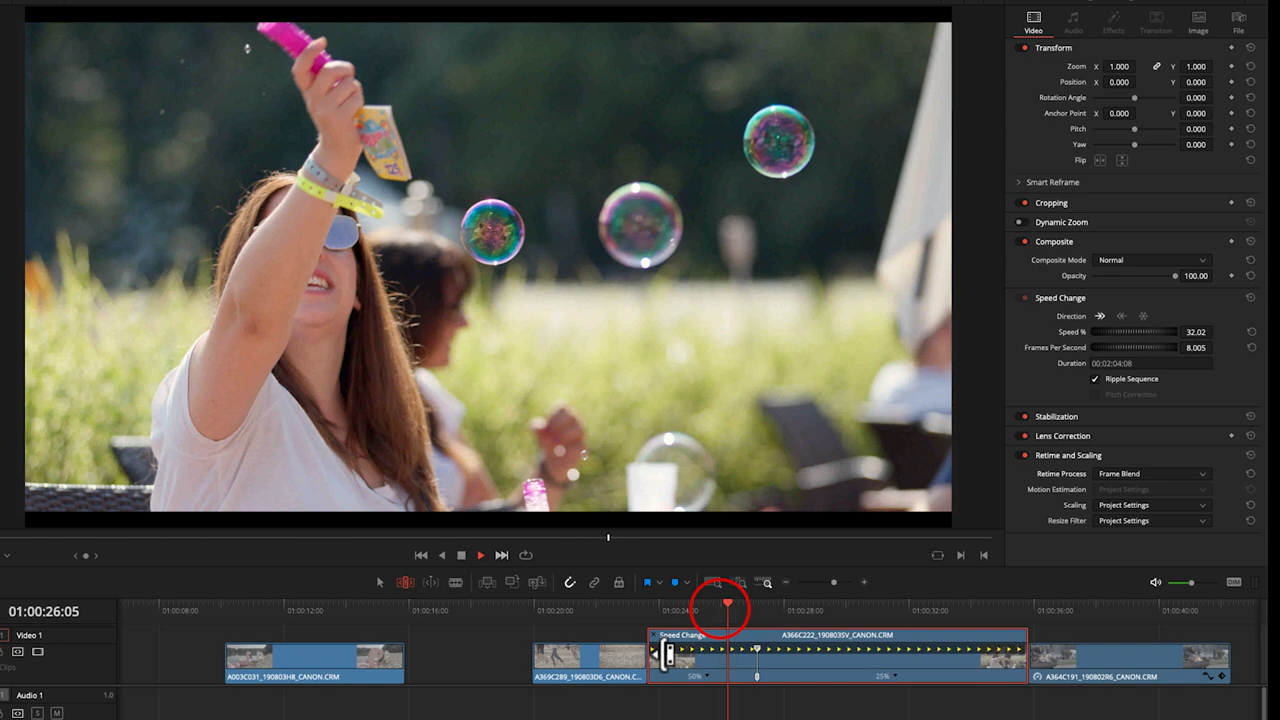 Video Audio Effects Transition Image File
Transform
Zoom X 1.000 Y 1.000
Position X 0.000 Y 0.000
Rotation Angle 0.000
Anchor Point X 0.000 Y 0.000
Pitch 0.000
Yaw 0.000
Flip
Smart Reframe
Cropping
Dynamic Zoom
Composite
Composite Mode Normal
Opacity 100.00
Speed Change
Direction
Speed % 32.02
Frames Per Second 8.005
Duration 00:02:04:08
Ripple Sequence
Pitch Correction
Stabilization
Lens Correction
Retime and Scaling
Retime Process Frame Blend
Motion Estimation Project Settings
Scaling Project Settings
Resize Filter Project Settings
DIM
01:00:26:05
01:00:08:00 01:00:12:00 01:00:16:00 01:00:20:00 01:00:24:00 01:00:28:00 01:00:32:00 01:00:36:00 01:00:40:00
1 Video 1
Speed Change A366C222_190803SV_CANON.CRM
Clips
A003C031_190803H8_CANON.CRM A369C289_190803D6_CANON.C... 50% 25% A364C191_190802R6_CANON.CRM
1 Audio 1 1.0
S M